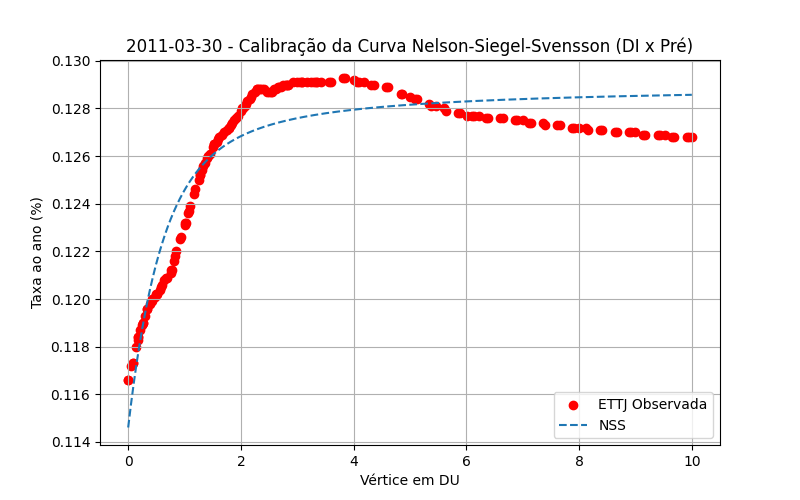 2011-03-30 - Calibração da Curva Nelson-Siegel-Svensson (DI x Pré)
Taxa ao ano (%)
0.130
0.128
0.126
0.124
0.122
0.120
0.118
0.116
0.114
ETTJ Observada
NSS
0 2 4 6 8 10
Vértice em DU